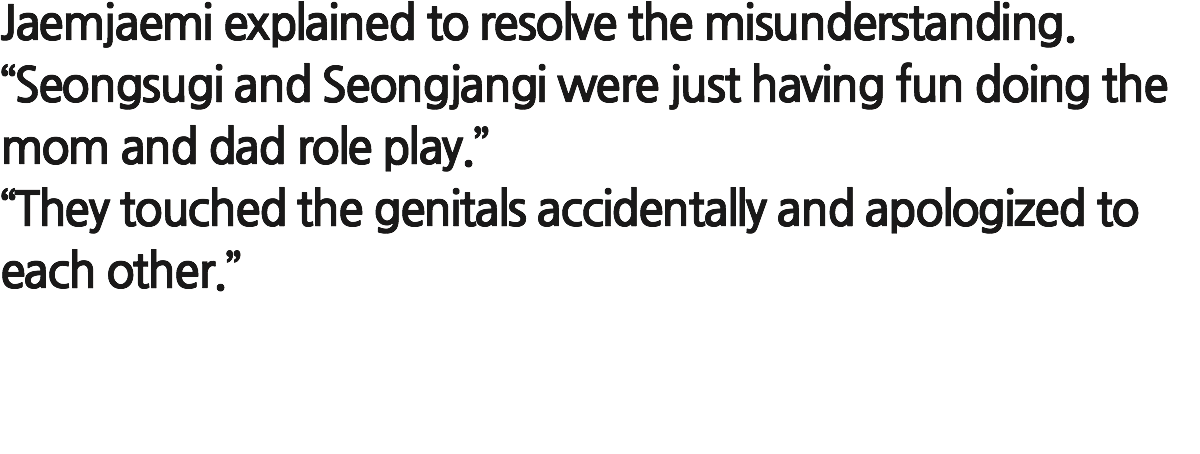 Jaemjaemi explained to resolve the misunderstanding.
“Seongsugi and Seongjangi were just having fun doing the
mom and dad role play.”
“They touched the genitals accidentally and apologized to
each other.”